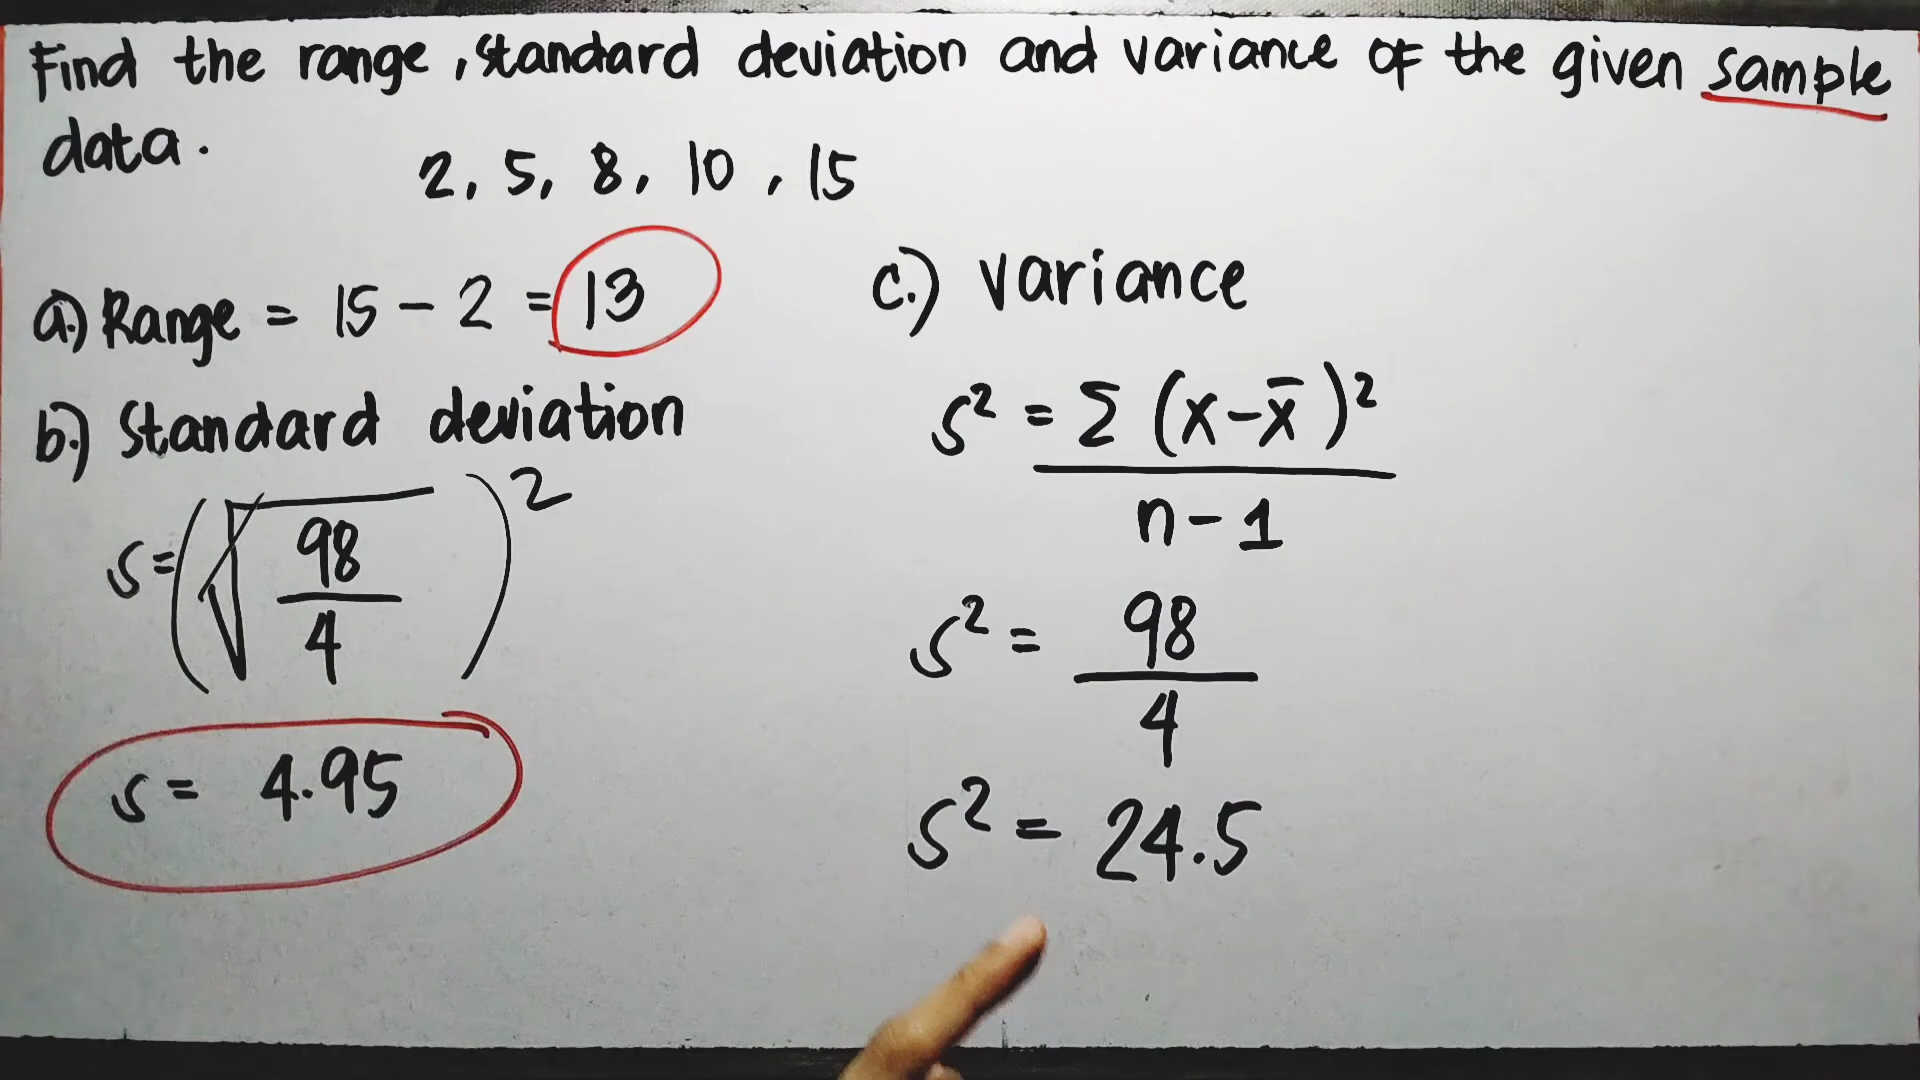 Find the range, standard deviation and variance of the given sample
data.
2, 5, 8, 10, 15
a.) Range = 15 - 2 = 13
b.) Standard deviation
s = (√(98/4))²
s = 4.95
c.) variance
s² = Σ (x - x̄)²
n - 1
s² = 98
4
s² = 24.5